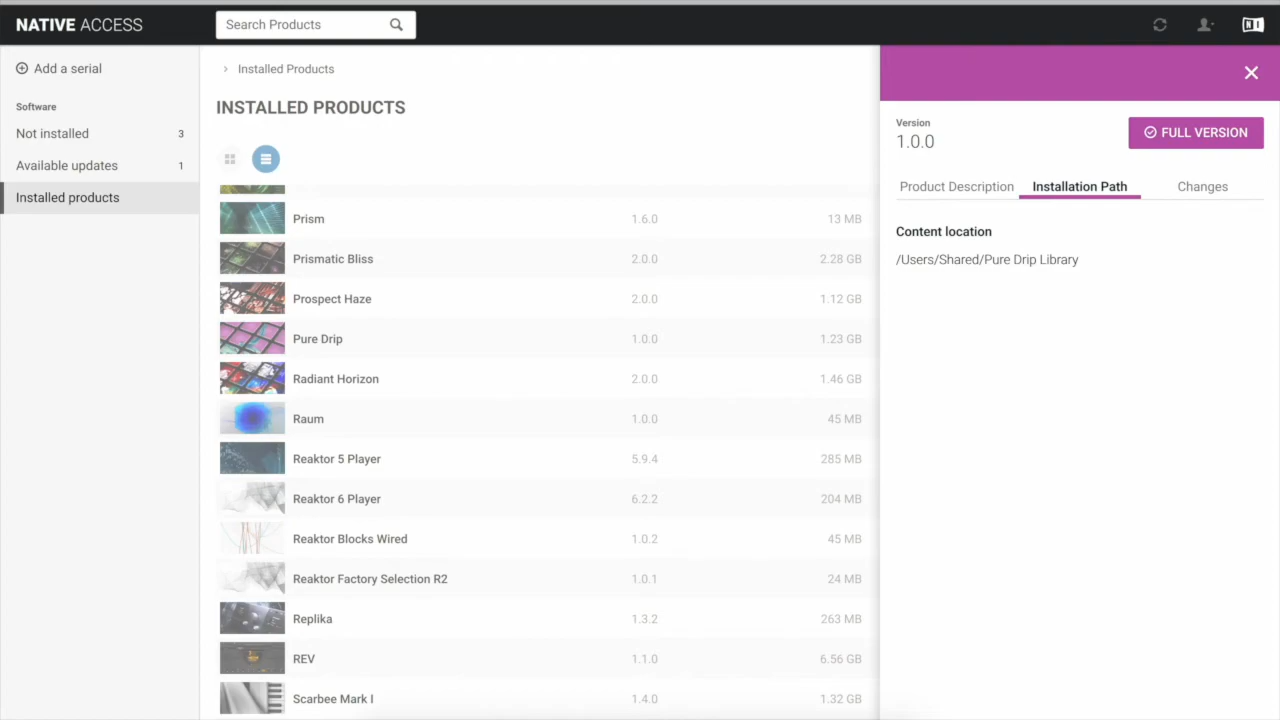 NATIVE ACCESS
Search Products
Add a serial
Software
Not installed 3
Available updates 1
Installed products
Installed Products
INSTALLED PRODUCTS
Prism 1.6.0 13 MB
Prismatic Bliss 2.0.0 2.28 GB
Prospect Haze 2.0.0 1.12 GB
Pure Drip 1.0.0 1.23 GB
Radiant Horizon 2.0.0 1.46 GB
Raum 1.0.0 45 MB
Reaktor 5 Player 5.9.4 285 MB
Reaktor 6 Player 6.2.2 204 MB
Reaktor Blocks Wired 1.0.2 45 MB
Reaktor Factory Selection R2 1.0.1 24 MB
Replika 1.3.2 263 MB
REV 1.1.0 6.56 GB
Scarbee Mark I 1.4.0 1.32 GB
NI
Version
1.0.0
FULL VERSION
Product Description Installation Path Changes
Content location
/Users/Shared/Pure Drip Library